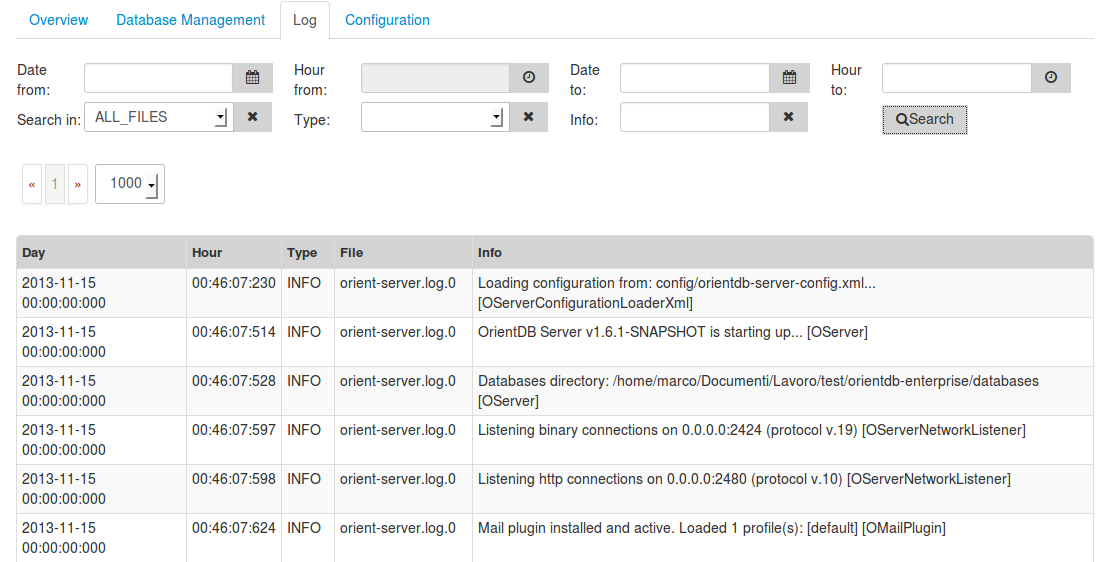 Overview Database Management Log Configuration
Date from: Hour from: Date to: Hour to:
Search in: ALL_FILES Type: Info: Search
« 1 » 1000
Day Hour Type File Info
2013-11-15 00:46:07:230 INFO orient-server.log.0 Loading configuration from: config/orientdb-server-config.xml...
00:00:00:000 [OServerConfigurationLoaderXml]
2013-11-15 00:46:07:514 INFO orient-server.log.0 OrientDB Server v1.6.1-SNAPSHOT is starting up... [OServer]
00:00:00:000
2013-11-15 00:46:07:528 INFO orient-server.log.0 Databases directory: /home/marco/Documenti/Lavoro/test/orientdb-enterprise/databases
00:00:00:000 [OServer]
2013-11-15 00:46:07:597 INFO orient-server.log.0 Listening binary connections on 0.0.0.0:2424 (protocol v.19) [OServerNetworkListener]
00:00:00:000
2013-11-15 00:46:07:598 INFO orient-server.log.0 Listening http connections on 0.0.0.0:2480 (protocol v.10) [OServerNetworkListener]
00:00:00:000
2013-11-15 00:46:07:624 INFO orient-server.log.0 Mail plugin installed and active. Loaded 1 profile(s): [default] [OMailPlugin]
00:00:00:000